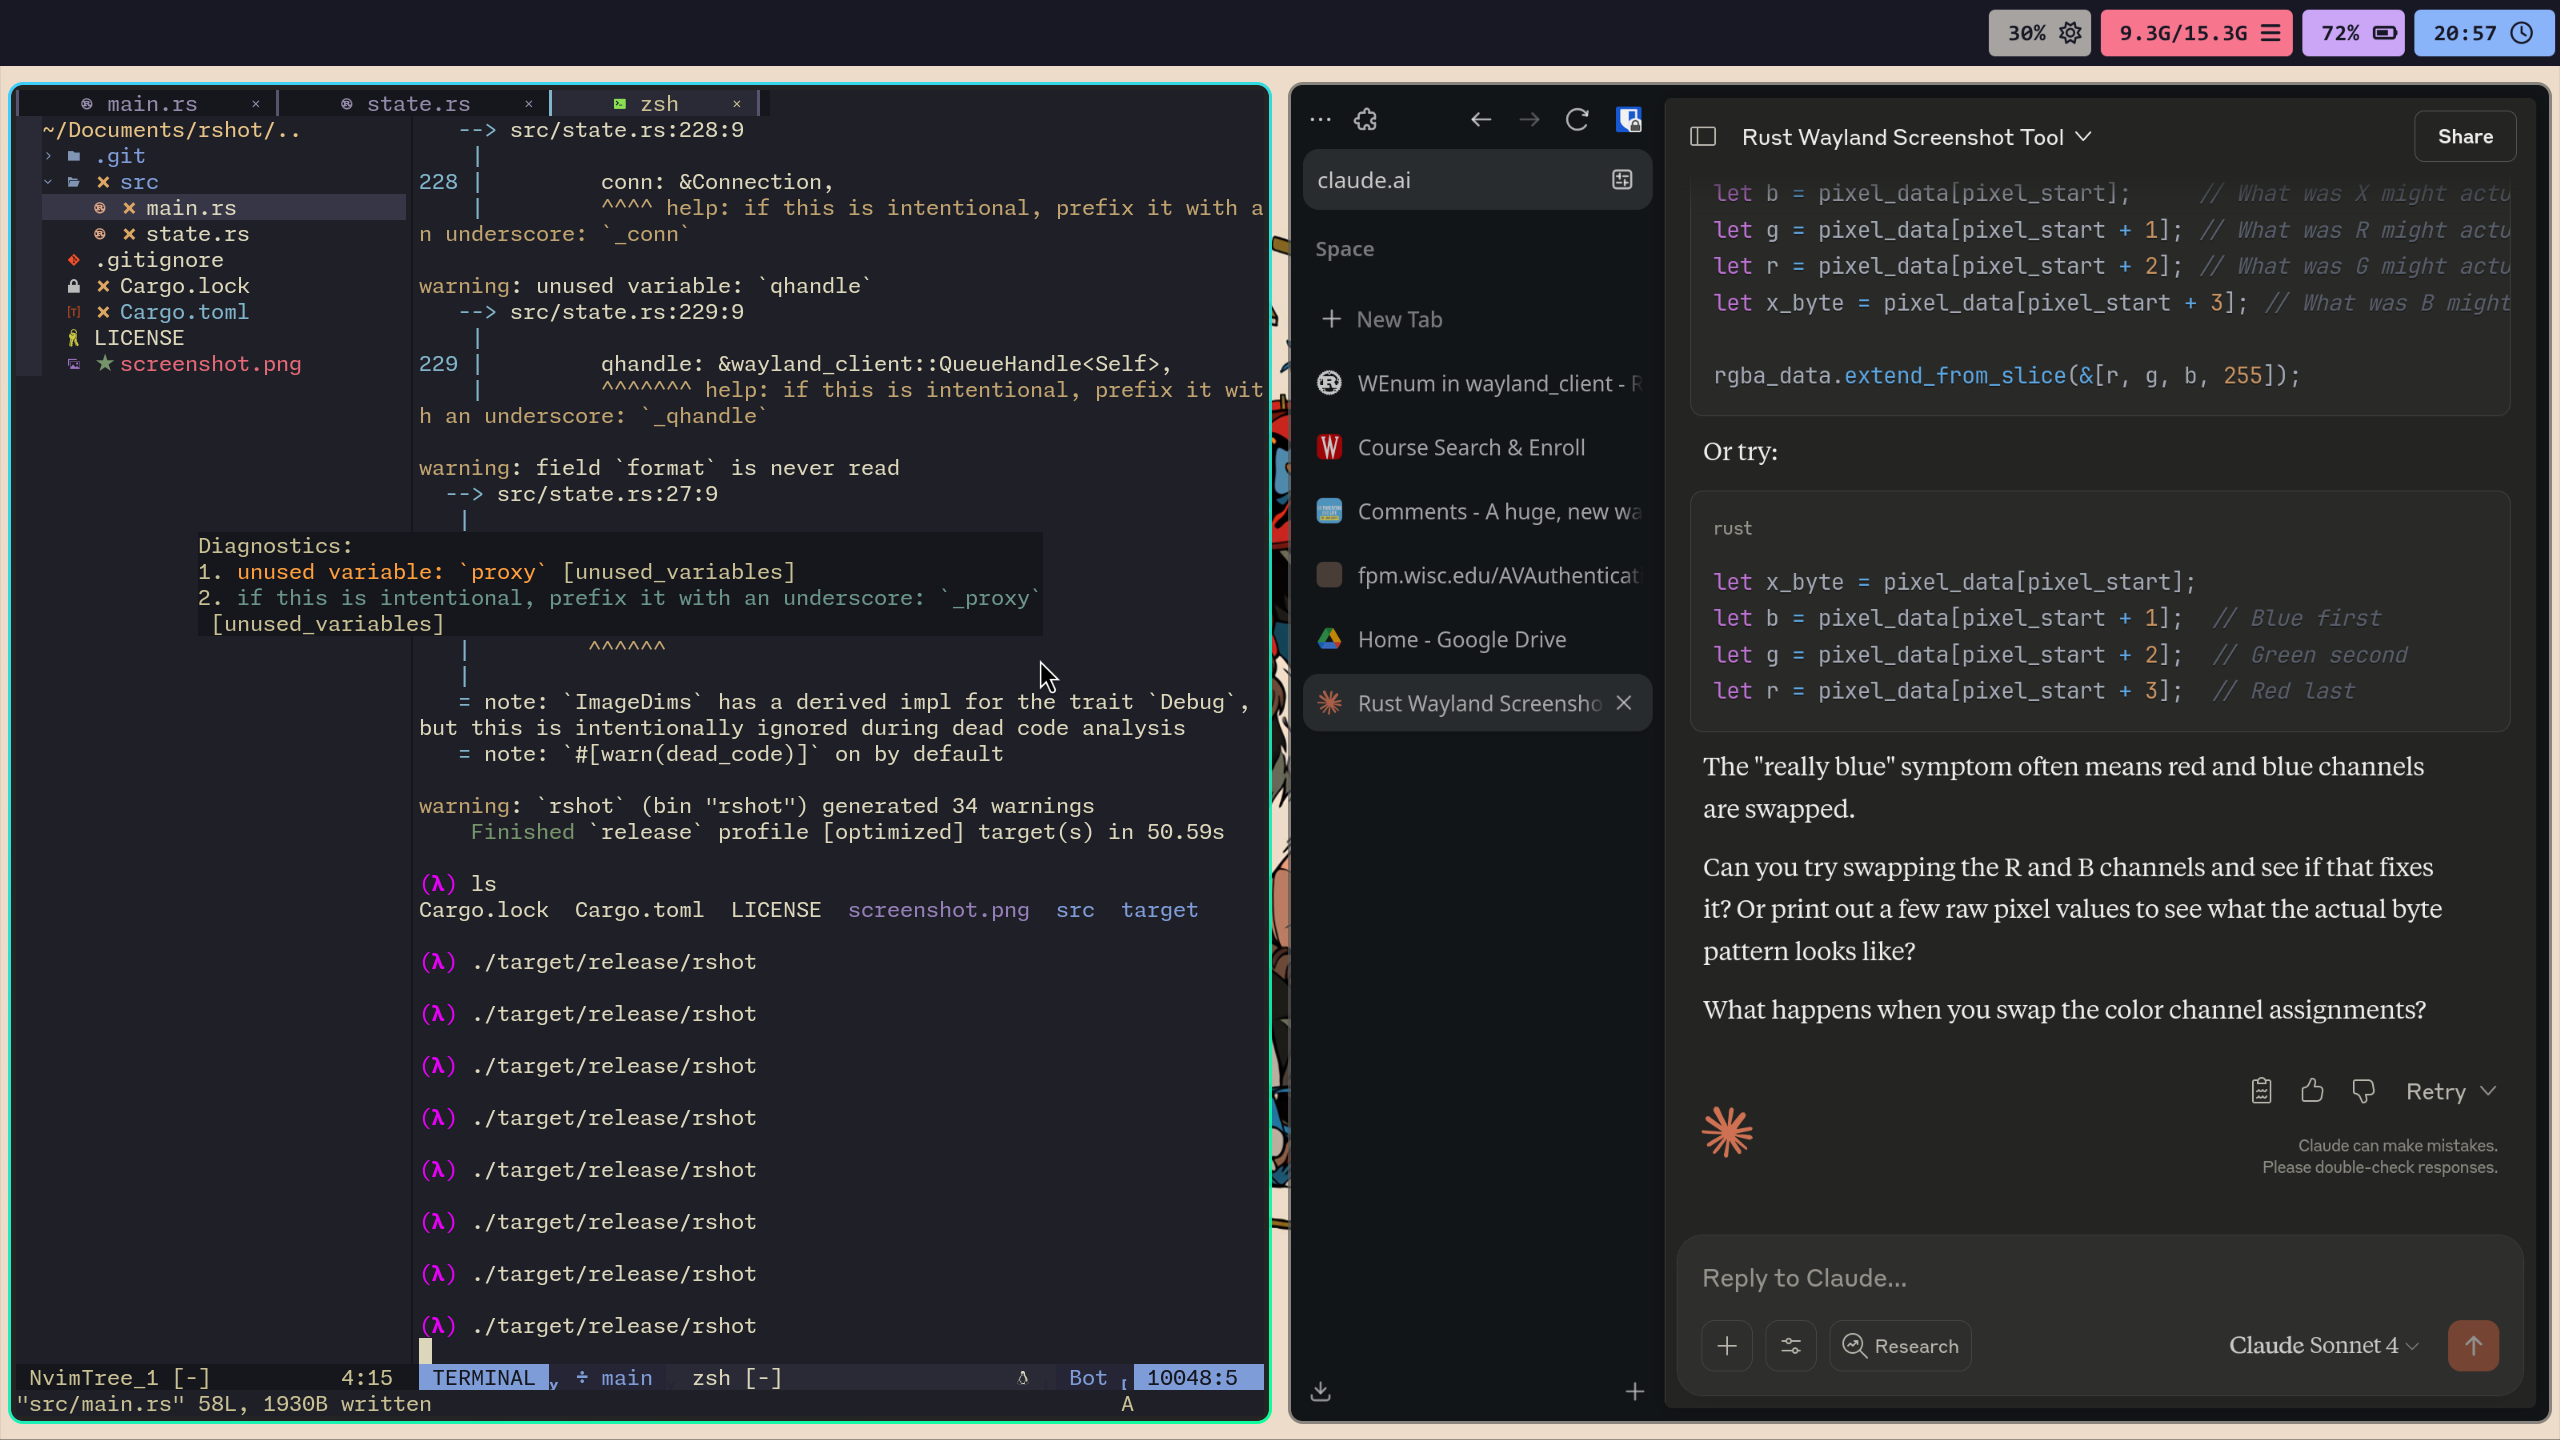 30%
9.3G/15.3G
72%
20:57
main.rs ×
state.rs ×
zsh ×
~/Documents/rshot/..
.git
src
main.rs
state.rs
.gitignore
Cargo.lock
Cargo.toml
LICENSE
screenshot.png
--> src/state.rs:228:9
|
228 | conn: &Connection,
| ^^^^ help: if this is intentional, prefix it with a
n underscore: `_conn`
warning: unused variable: `qhandle`
--> src/state.rs:229:9
|
229 | qhandle: &wayland_client::QueueHandle<Self>,
| ^^^^^^^ help: if this is intentional, prefix it wit
h an underscore: `_qhandle`
warning: field `format` is never read
--> src/state.rs:27:9
|
Diagnostics:
1. unused variable: `proxy` [unused_variables]
2. if this is intentional, prefix it with an underscore: `_proxy`
[unused_variables]
| ^^^^^^
|
= note: `ImageDims` has a derived impl for the trait `Debug`,
but this is intentionally ignored during dead code analysis
= note: `#[warn(dead_code)]` on by default
warning: `rshot` (bin "rshot") generated 34 warnings
Finished `release` profile [optimized] target(s) in 50.59s
(λ) ls
Cargo.lock Cargo.toml LICENSE screenshot.png src target
(λ) ./target/release/rshot
(λ) ./target/release/rshot
(λ) ./target/release/rshot
(λ) ./target/release/rshot
(λ) ./target/release/rshot
(λ) ./target/release/rshot
(λ) ./target/release/rshot
(λ) ./target/release/rshot
NvimTree_1 [-] 4:15
TERMINAL ÷ main zsh [-] Bot 10048:5
"src/main.rs" 58L, 1930B written A
claude.ai
Space
New Tab
WEnum in wayland_client - R
Course Search & Enroll
Comments - A huge, new wa
fpm.wisc.edu/AVAuthenticat
Home - Google Drive
Rust Wayland Screensho
Rust Wayland Screenshot Tool
Share
let b = pixel_data[pixel_start]; // What was X might actu
let g = pixel_data[pixel_start + 1]; // What was R might actu
let r = pixel_data[pixel_start + 2]; // What was G might actu
let x_byte = pixel_data[pixel_start + 3]; // What was B might
rgba_data.extend_from_slice(&[r, g, b, 255]);
Or try:
rust
let x_byte = pixel_data[pixel_start];
let b = pixel_data[pixel_start + 1]; // Blue first
let g = pixel_data[pixel_start + 2]; // Green second
let r = pixel_data[pixel_start + 3]; // Red last
The "really blue" symptom often means red and blue channels
are swapped.
Can you try swapping the R and B channels and see if that fixes
it? Or print out a few raw pixel values to see what the actual byte
pattern looks like?
What happens when you swap the color channel assignments?
Retry
Claude can make mistakes.
Please double-check responses.
Reply to Claude...
Research
Claude Sonnet 4